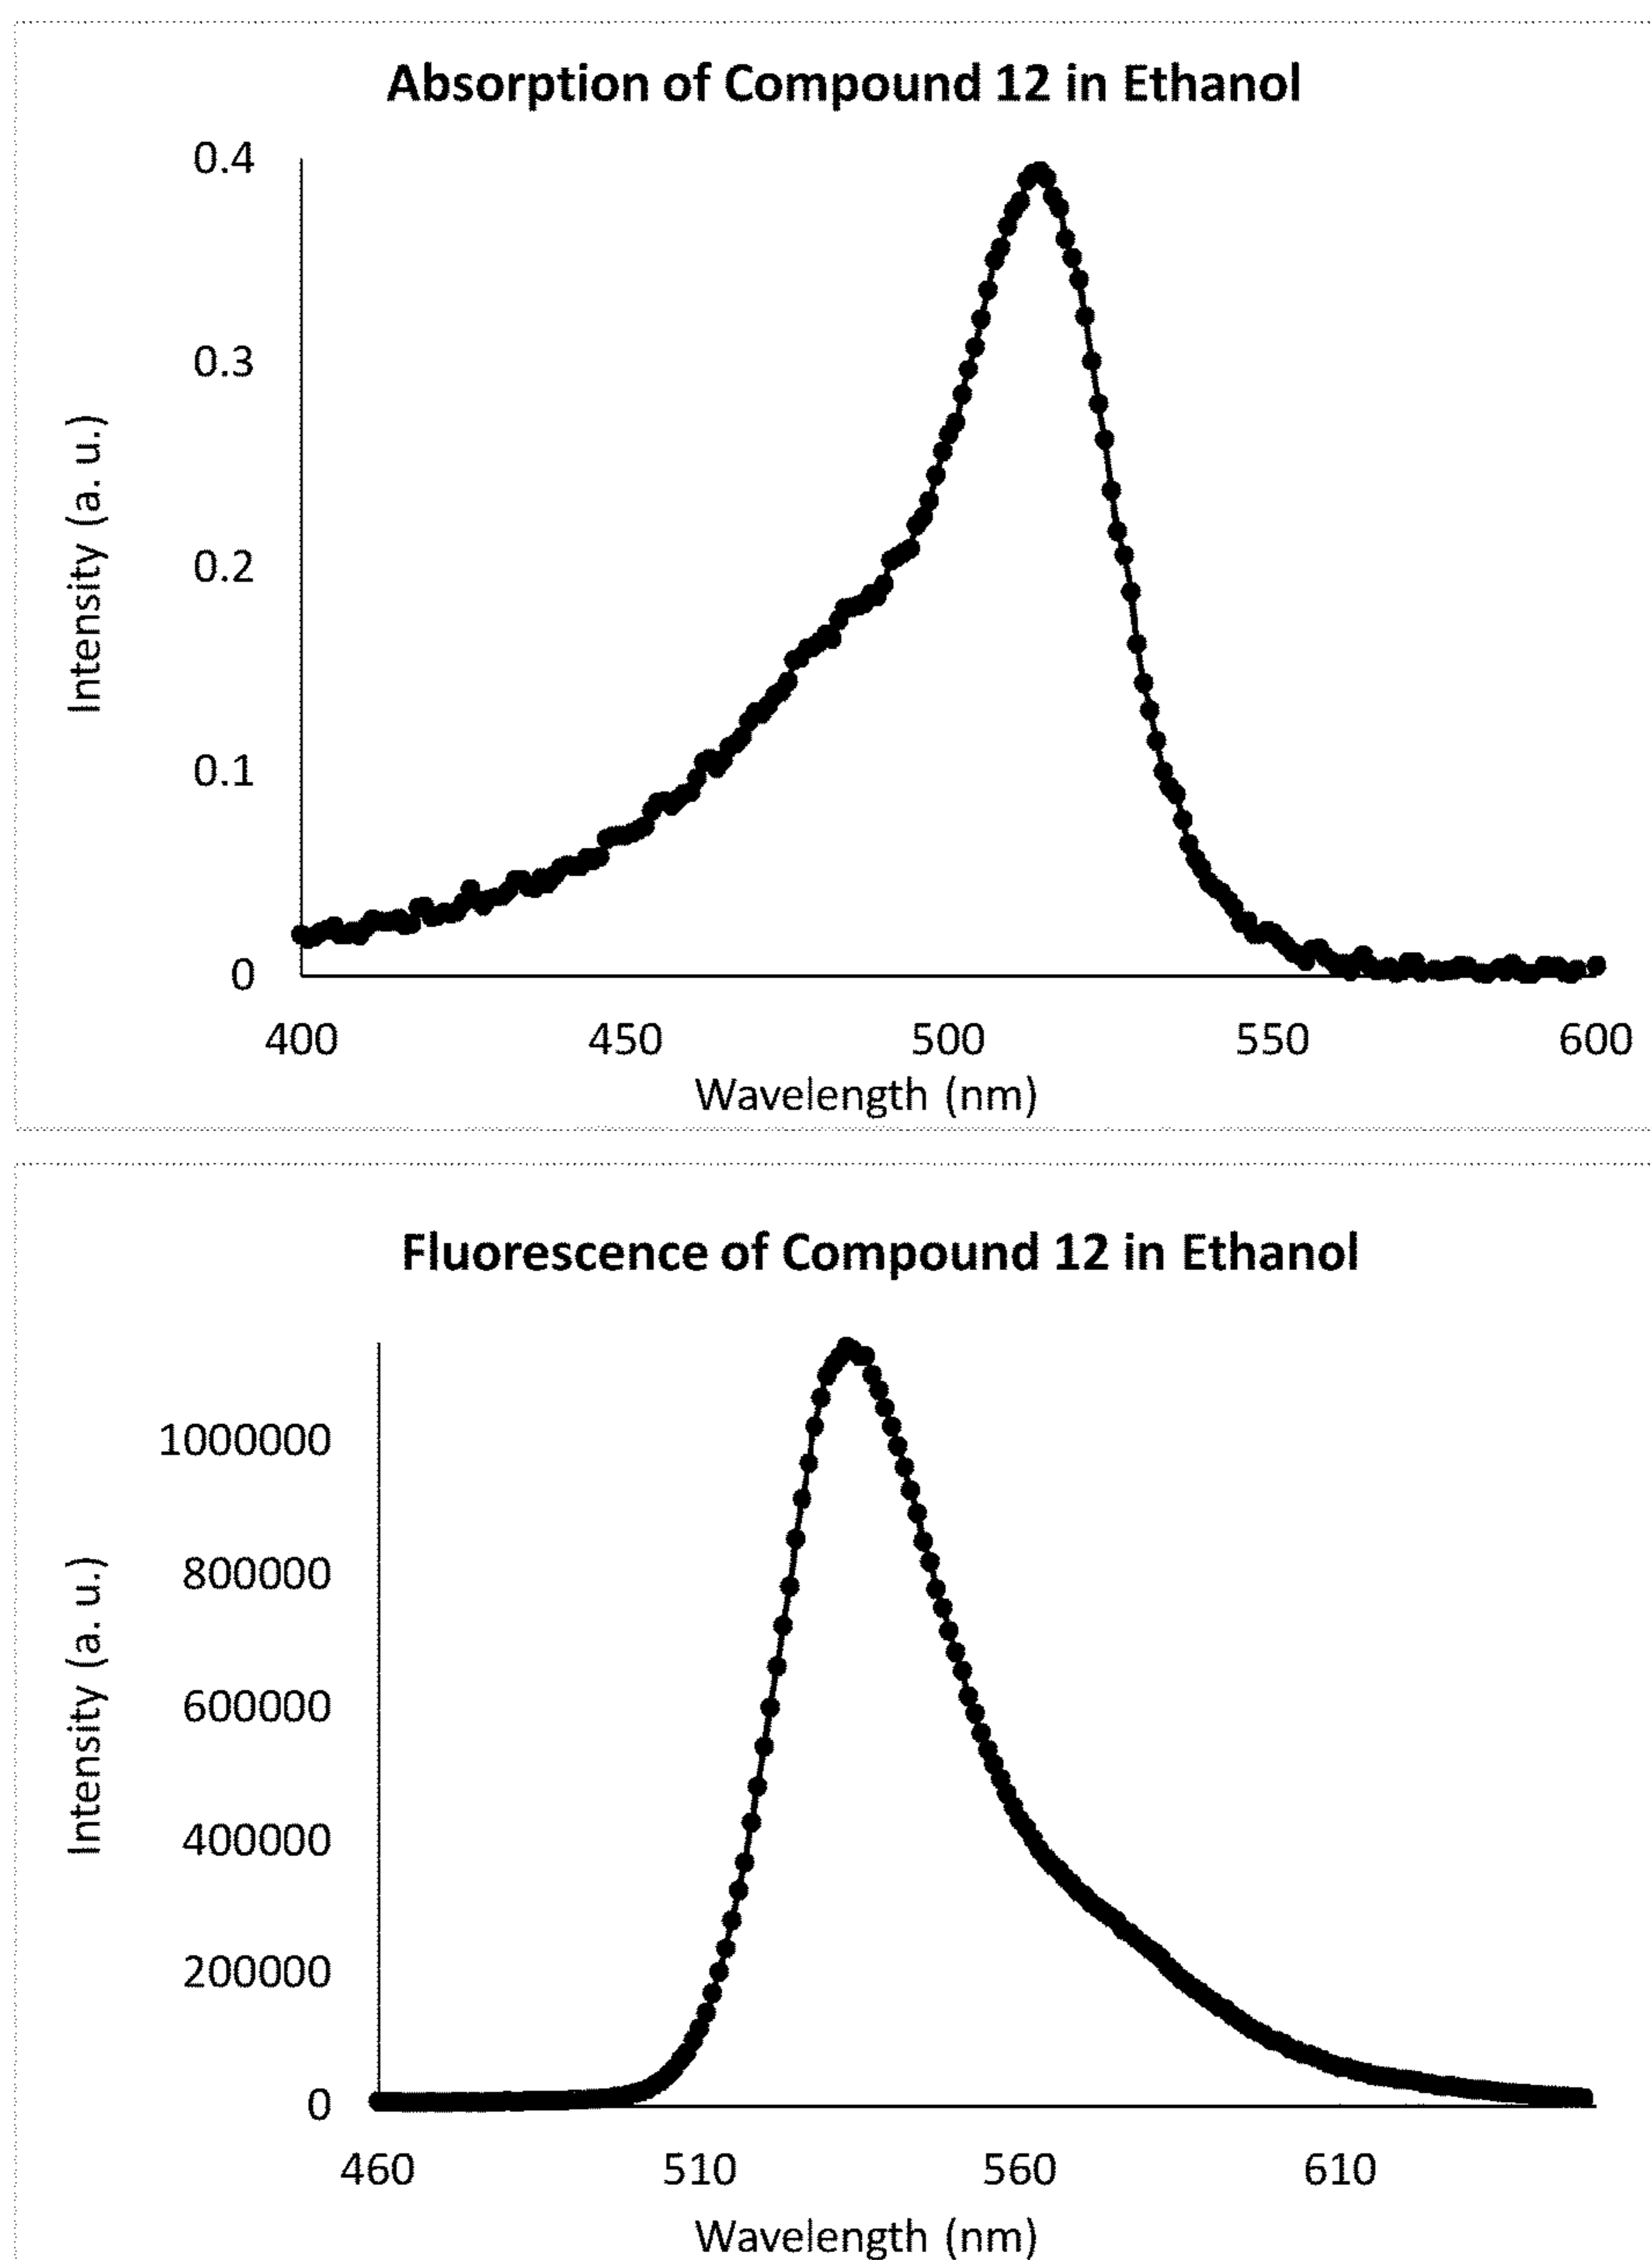 Absorption of Compound 12 in Ethanol
0.4
0.3
0.2
0.1
0
Intensity (a. u.)
400 450 500 550 600
Wavelength (nm)
Fluorescence of Compound 12 in Ethanol
1000000
800000
600000
400000
200000
0
Intensity (a. u.)
460 510 560 610
Wavelength (nm)